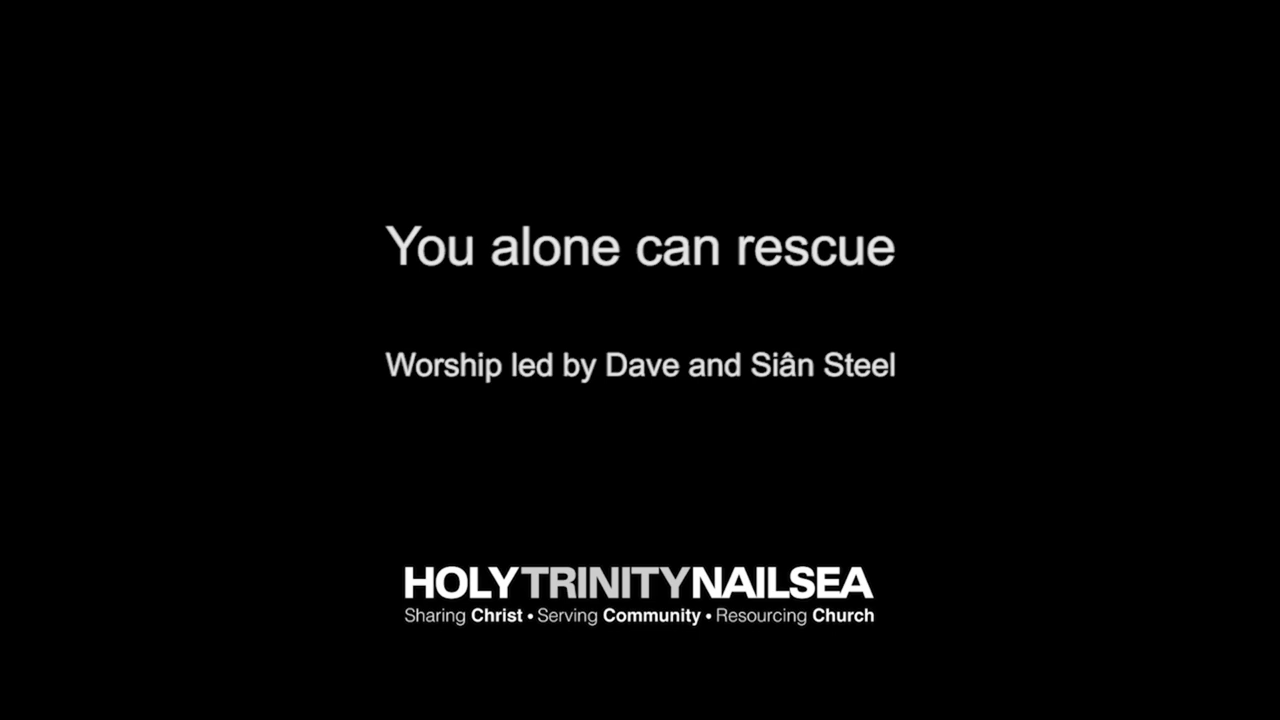 You alone can rescue
Worship led by Dave and Siân Steel
HOLYTRINITYNAILSEA
Sharing Christ • Serving Community • Resourcing Church